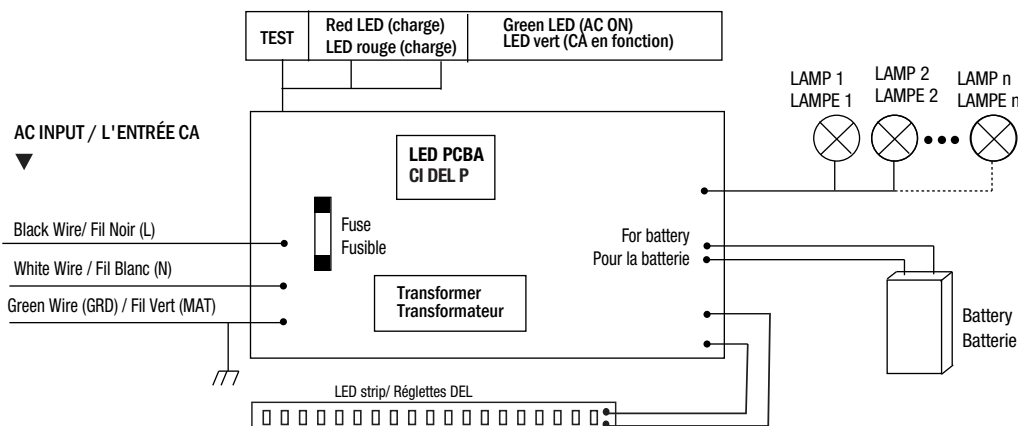 TEST
Red LED (charge)
LED rouge (charge)
Green LED (AC ON)
LED vert (CA en fonction)
LAMP 1
LAMPE 1
LAMP 2
LAMPE 2
LAMP n
LAMPE n
AC INPUT / L'ENTRÉE CA
LED PCBA
CI DEL P
Fuse
Fusible
Black Wire/ Fil Noir (L)
White Wire / Fil Blanc (N)
Green Wire (GRD) / Fil Vert (MAT)
For battery
Pour la batterie
Transformer
Transformateur
Battery
Batterie
LED strip/ Réglettes DEL